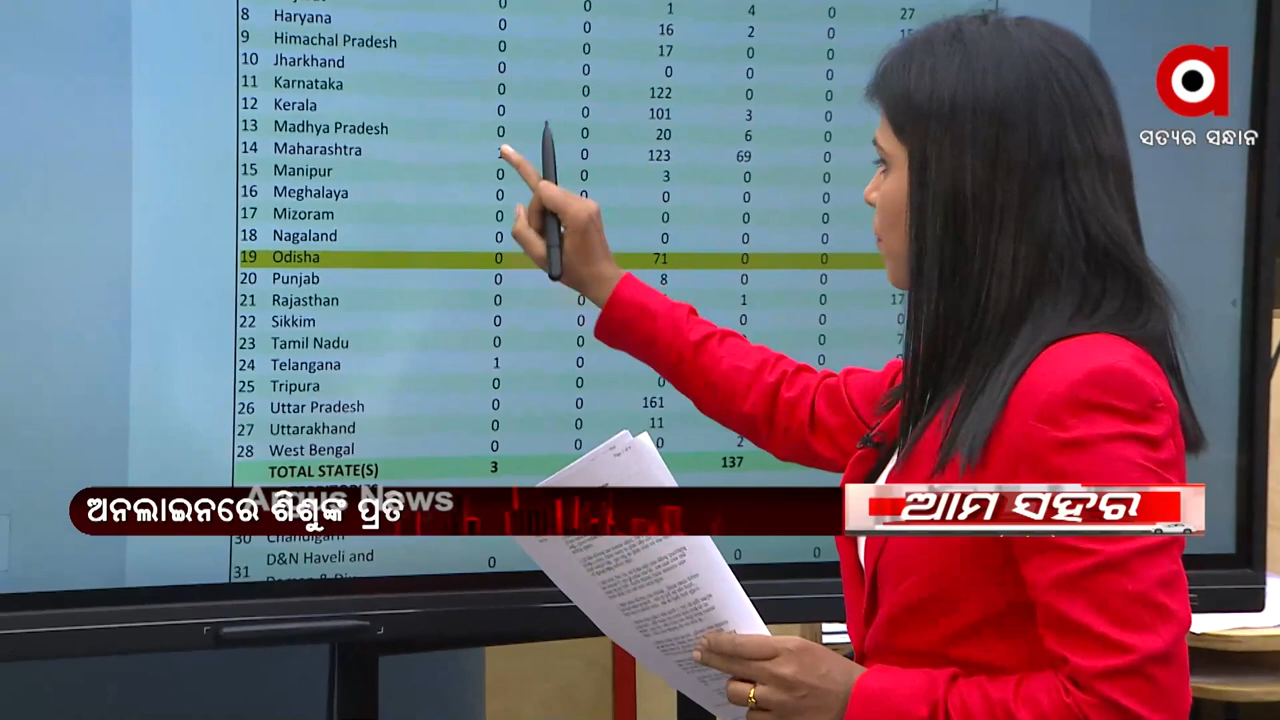 8 Haryana 0 0 1 4 0 27
9 Himachal Pradesh 0 0 16 2 0
10 Jharkhand 0 0 17 0 0
11 Karnataka 0 0 0 0 0
12 Kerala 0 0 122 0 0
13 Madhya Pradesh 0 0 101 3 0
14 Maharashtra 0 20 6 0
15 Manipur 0 0 123 69 0
16 Meghalaya 0 3 0 0
17 Mizoram 0 0 0 0 0
18 Nagaland 0 0 0 0
19 Odisha 0 71 0 0
20 Punjab 0 8 0 0
21 Rajasthan 0 0 1 0 17
22 Sikkim 0 0 0 0 0
23 Tamil Nadu 0 0 0 7
24 Telangana 1 0 0
25 Tripura 0 0 0
26 Uttar Pradesh 0 0 161
27 Uttarakhand 0 0 11
28 West Bengal 0 0 0 2
TOTAL STATE(S) 3 137
30 Chandigarh
D&N Haveli and 0 0 0
31
ସତ୍ୟର ସନ୍ଧାନ
Argus News
ଅନଲାଇନରେ ଶିଶୁଙ୍କ ପ୍ରତି
ଆମ ସହର